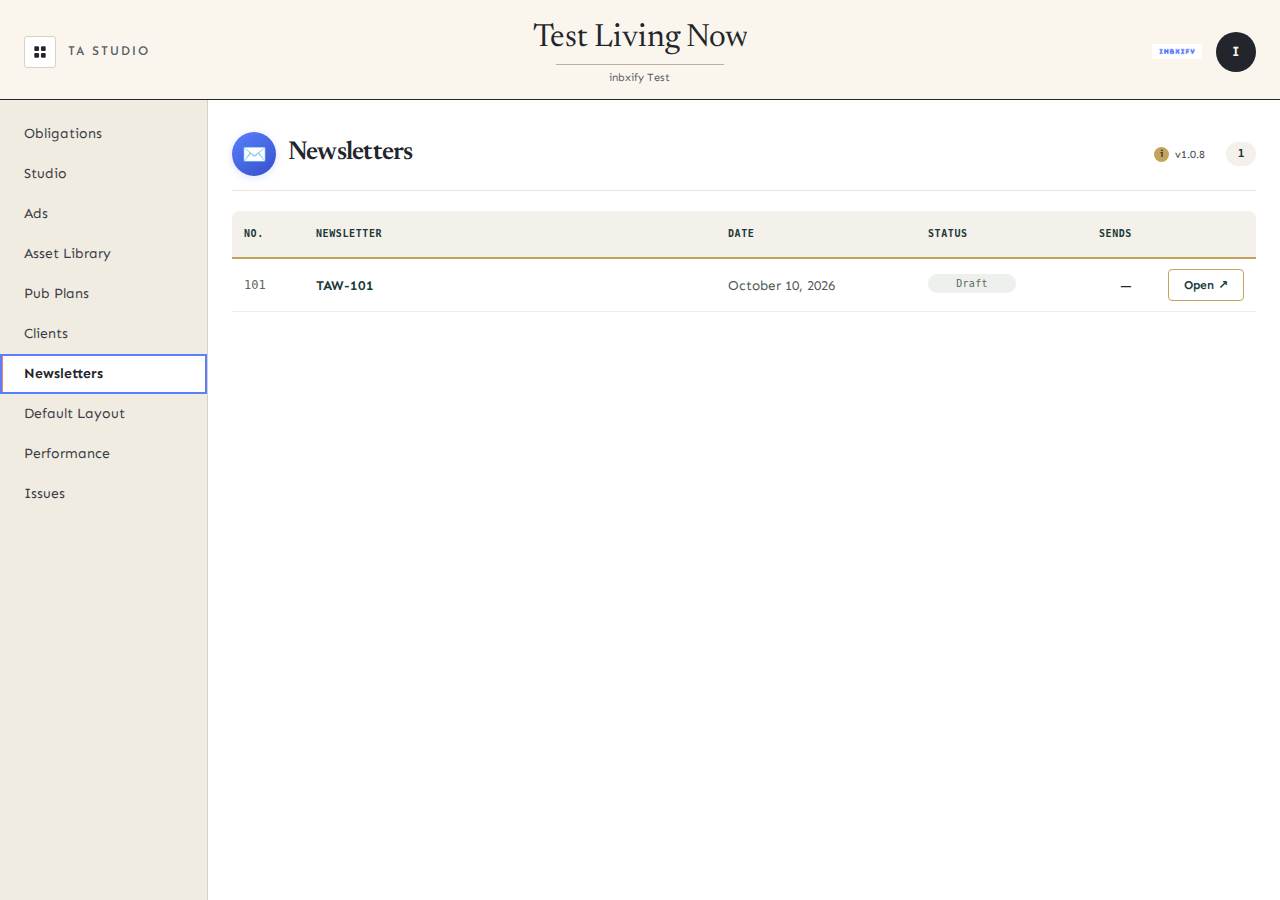 TA STUDIO
Test Living Now
inbxify Test
INBXIFY
I
Obligations
Studio
Ads
Asset Library
Pub Plans
Clients
Newsletters
Default Layout
Performance
Issues
Newsletters
i v1.0.8 1
NO. NEWSLETTER DATE STATUS SENDS
101 TAW-101 October 10, 2026 Draft — Open ↗